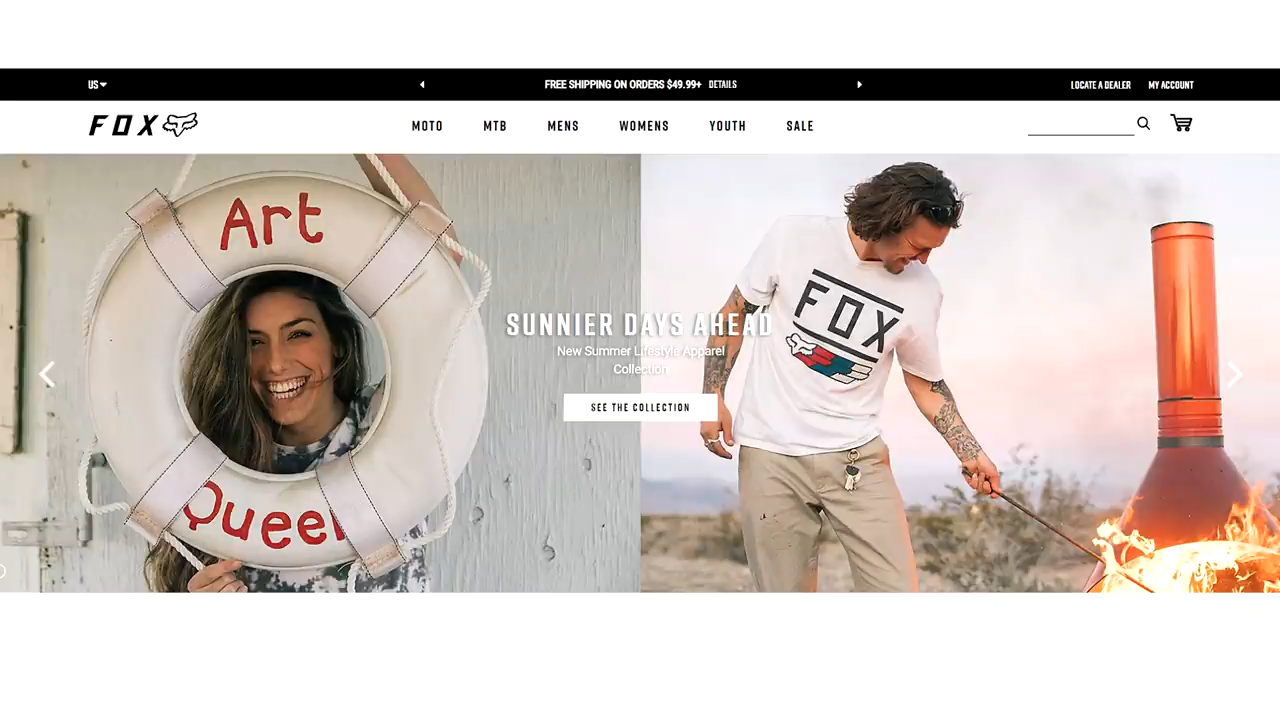 US
FREE SHIPPING ON ORDERS $49.99+ DETAILS
LOCATE A DEALER MY ACCOUNT
FOX
MOTO MTB MENS WOMENS YOUTH SALE
Art
Queen
FOX
SUNNIER DAYS AHEAD
New Summer Lifestyle Apparel
Collection
SEE THE COLLECTION